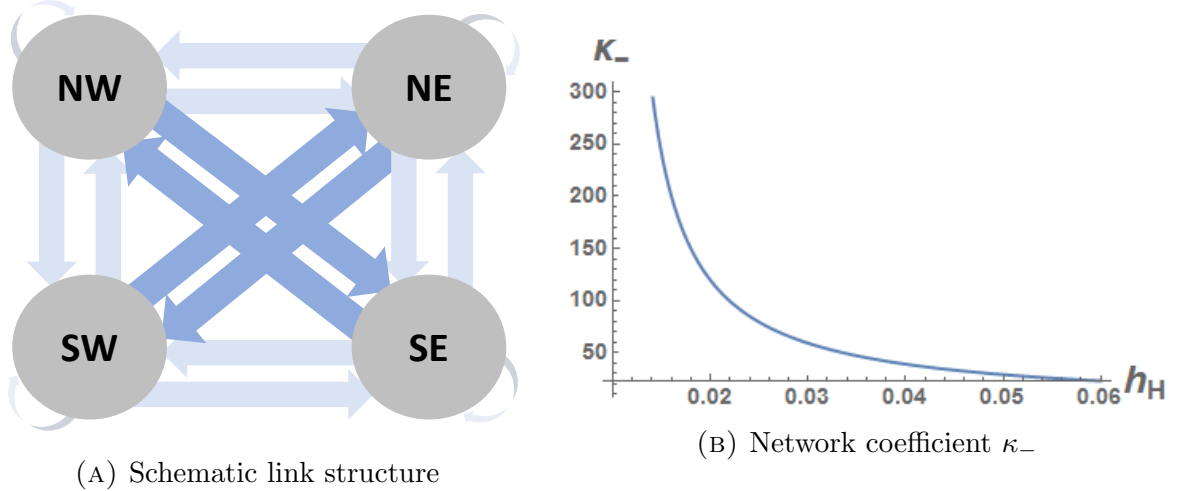 NW
NE
SW
SE
(A) Schematic link structure
κ_
300
250
200
150
100
50
0.02 0.03 0.04 0.05 0.06 h_H
(B) Network coefficient κ₋